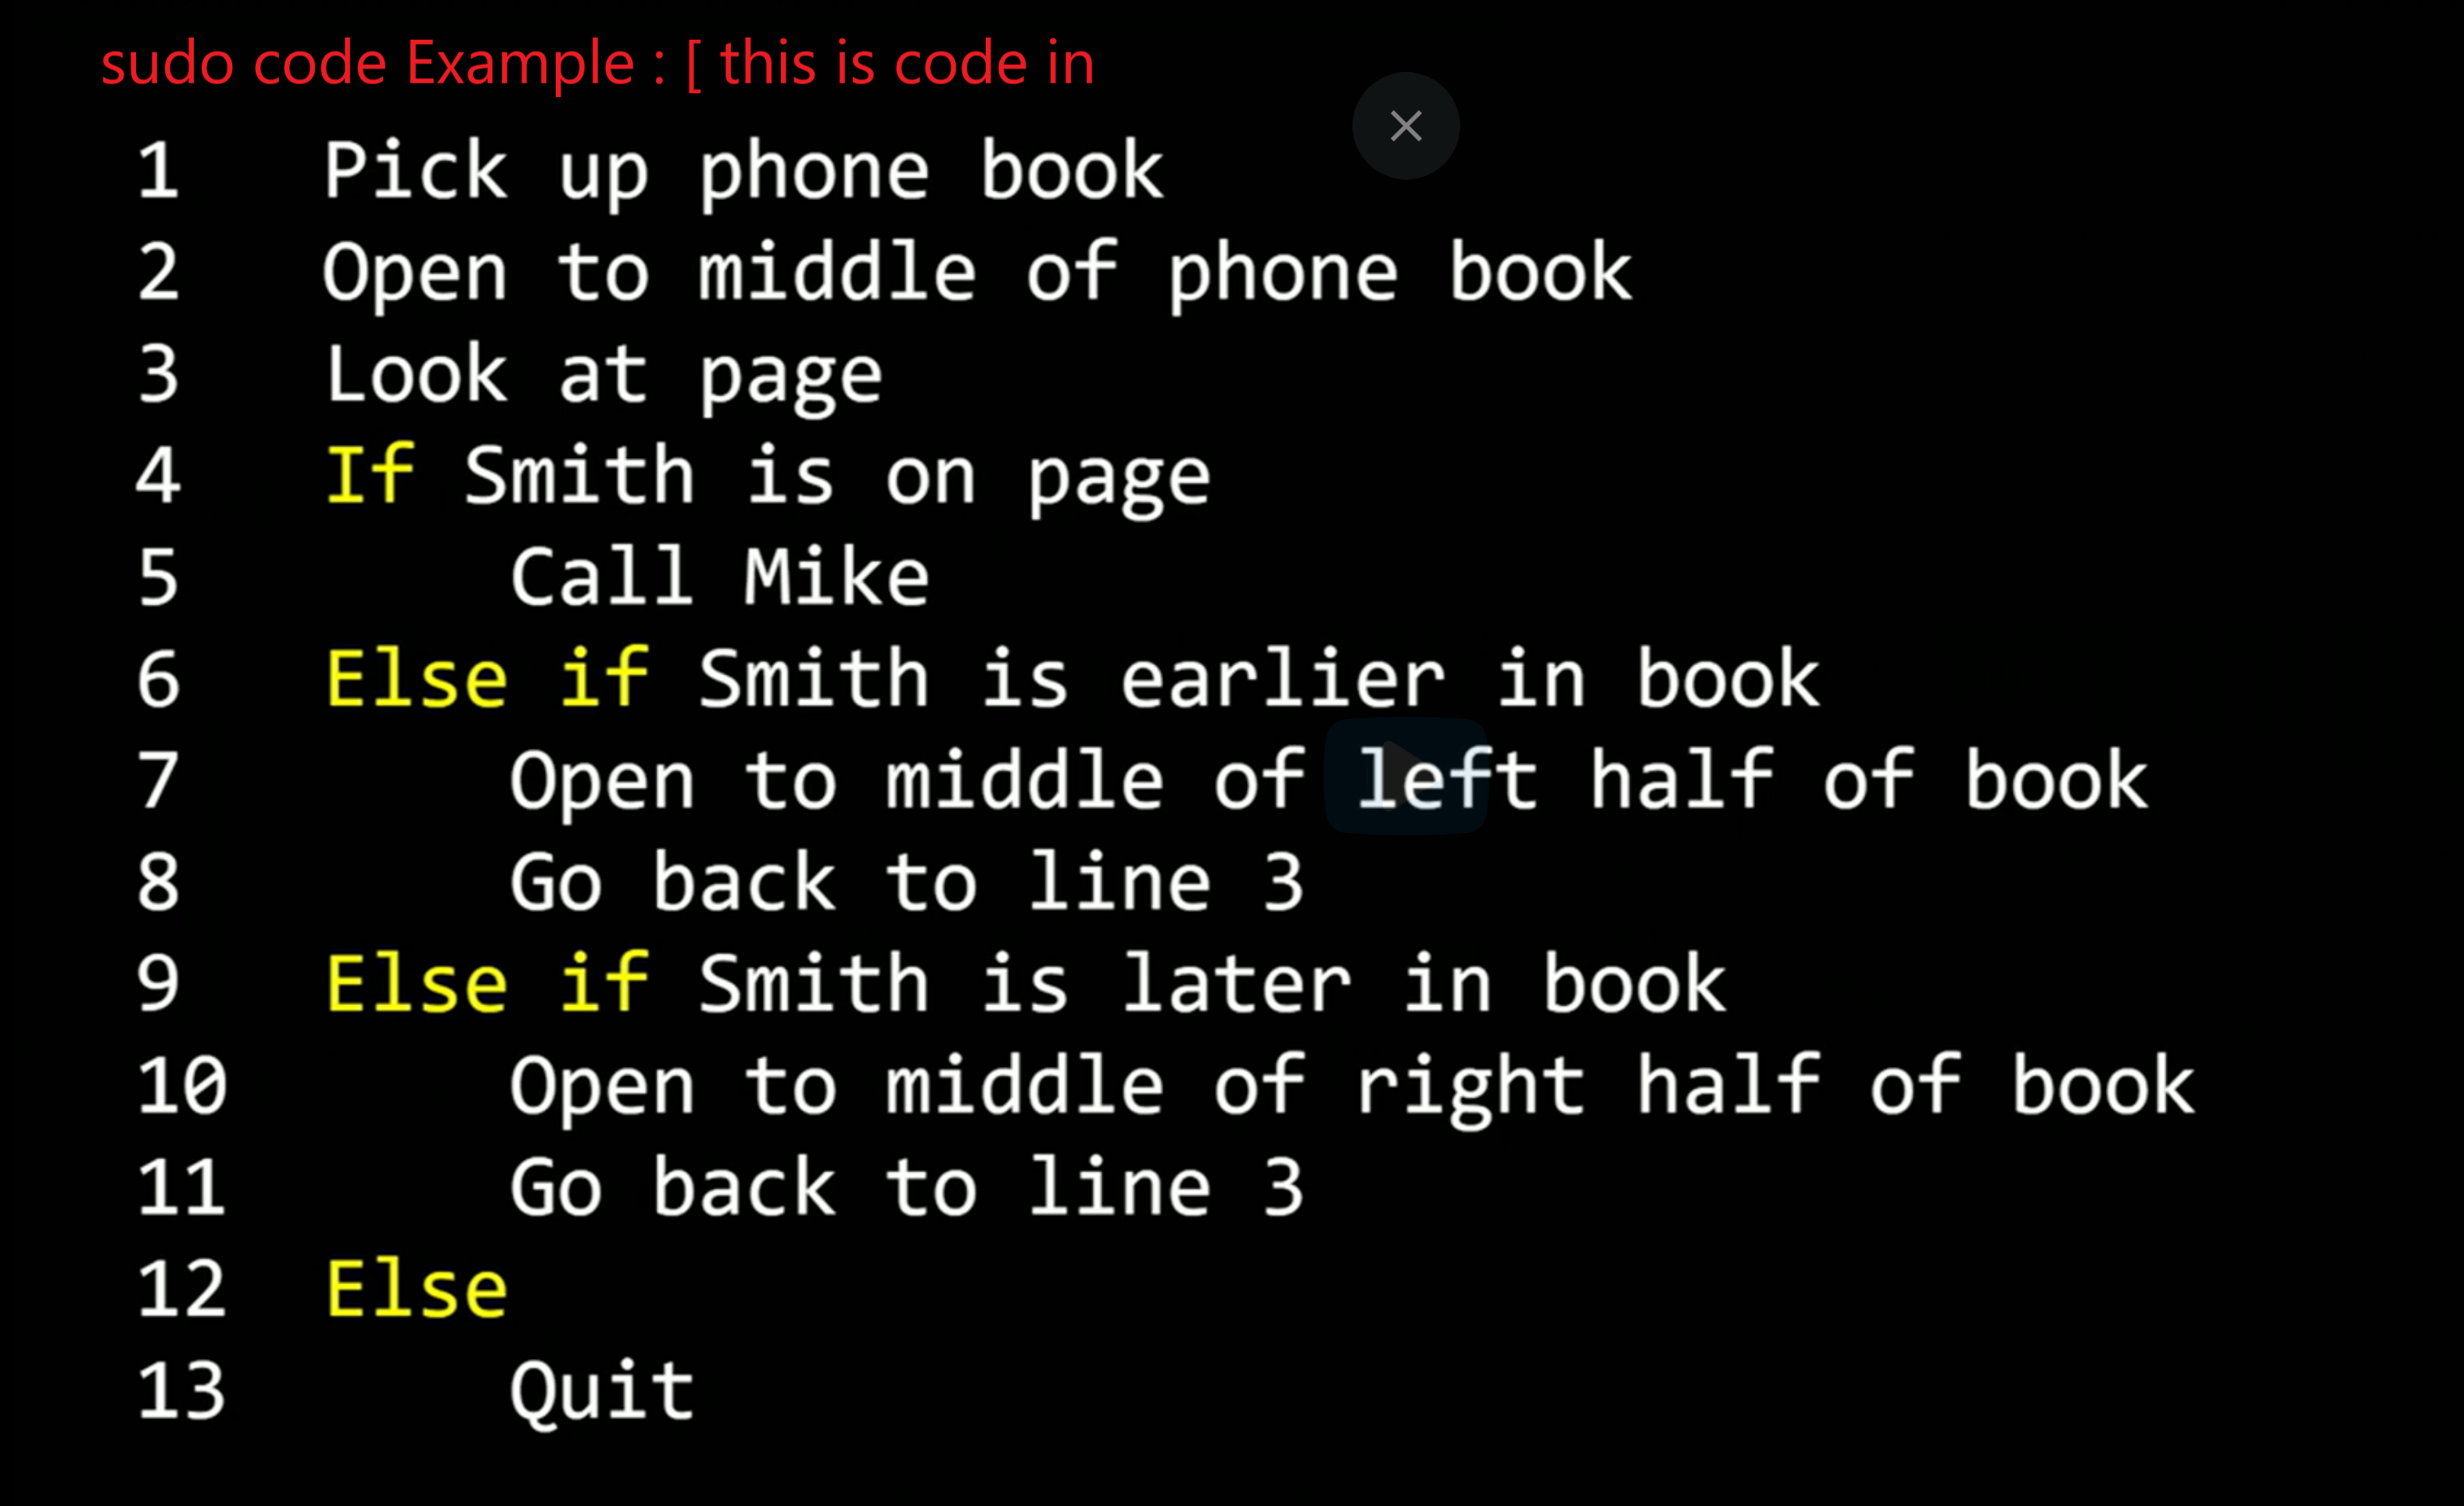 sudo code Example : [ this is code in
1 Pick up phone book
2 Open to middle of phone book
3 Look at page
4 If Smith is on page
5 Call Mike
6 Else if Smith is earlier in book
7 Open to middle of left half of book
8 Go back to line 3
9 Else if Smith is later in book
10 Open to middle of right half of book
11 Go back to line 3
12 Else
13 Quit